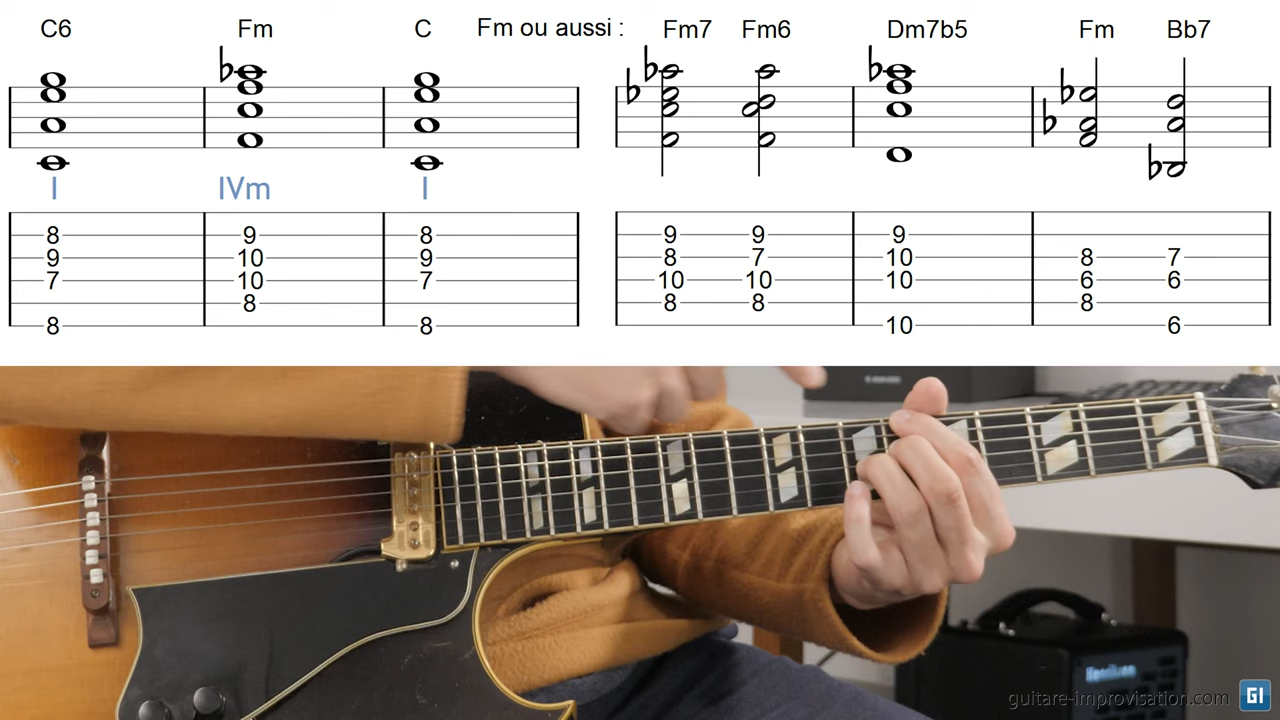 C6 Fm C Fm ou aussi : Fm7 Fm6 Dm7b5 Fm Bb7
I IVm I
8 9 8 9 9 9
9 10 9 8 7 10 8 7
7 10 7 10 10 10 6 6
8 8 8 8
8 8 10 6
Henriksen
guitare-improvisation.com GI